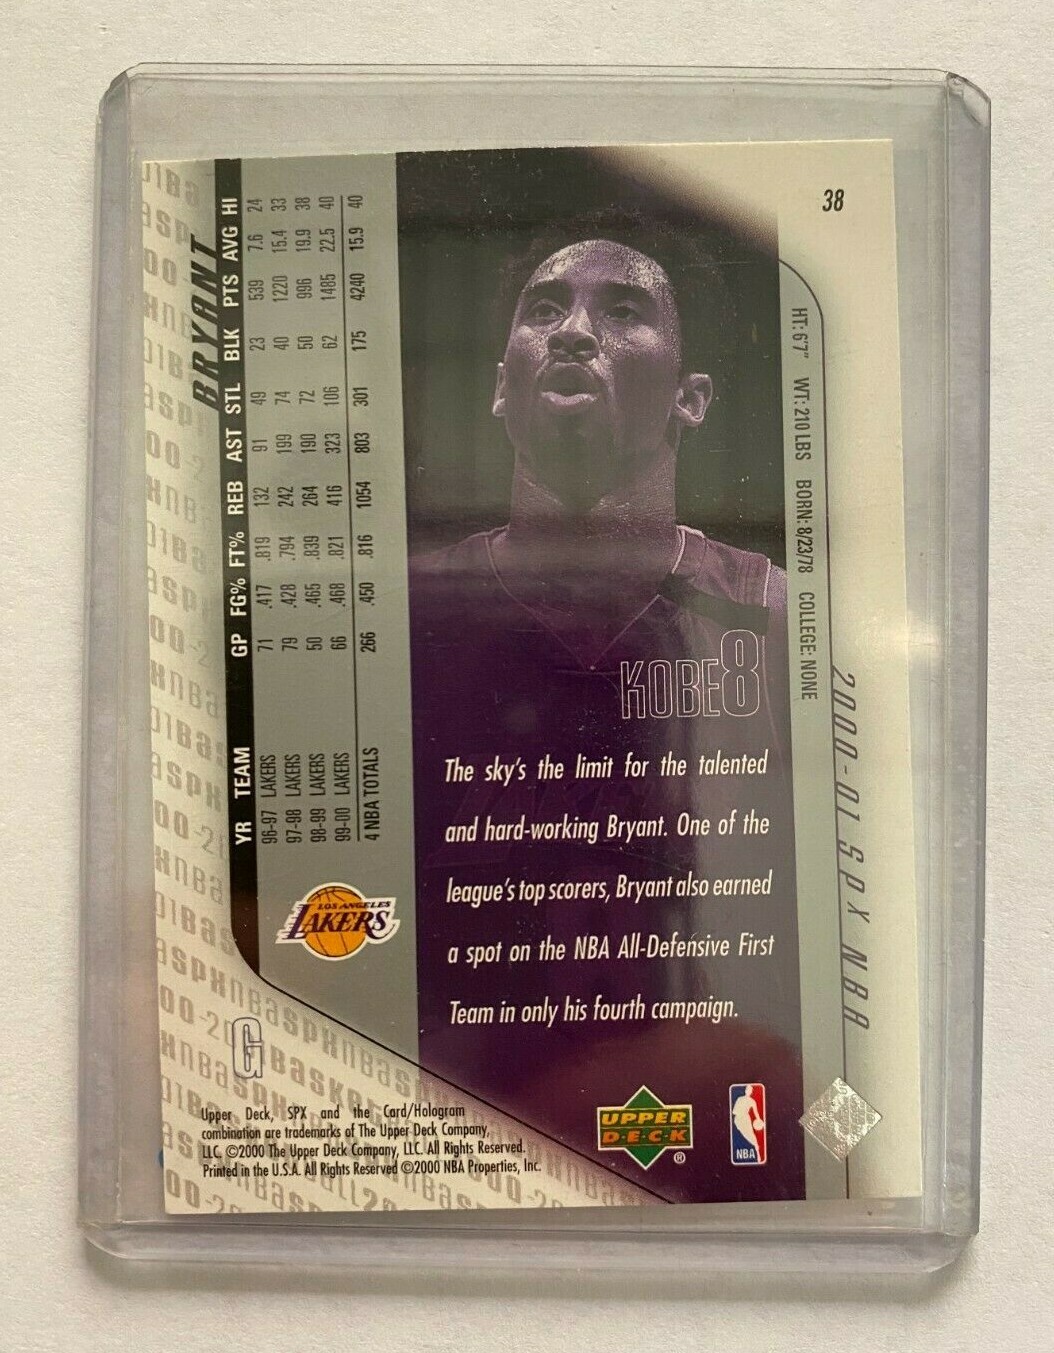 38
HT: 6'7" WT: 210 LBS BORN: 8/23/78 COLLEGE: NONE
2000-01 SPX NBA
BRYANT
YR TEAM GP FG% FT% REB AST STL BLK PTS AVG HI
96-97 LAKERS 71 .417 .819 132 91 49 23 539 7.6 24
97-98 LAKERS 79 .428 .794 242 199 74 40 1220 15.4 33
98-99 LAKERS 50 .465 .839 264 190 72 50 996 19.9 38
99-00 LAKERS 66 .468 .821 416 323 106 62 1485 22.5 40
4 NBA TOTALS 266 .450 .816 1054 803 301 175 4240 15.9 40
KOBE8
The sky's the limit for the talented
and hard-working Bryant. One of the
league's top scorers, Bryant also earned
a spot on the NBA All-Defensive First
Team in only his fourth campaign.
LOS ANGELES
LAKERS
G
Upper Deck, SPX and the Card/Hologram
combination are trademarks of The Upper Deck Company,
LLC. ©2000 The Upper Deck Company, LLC. All Rights Reserved.
Printed in the U.S.A. All Rights Reserved ©2000 NBA Properties, Inc.
UPPER
D·E·C·K
®
NBA